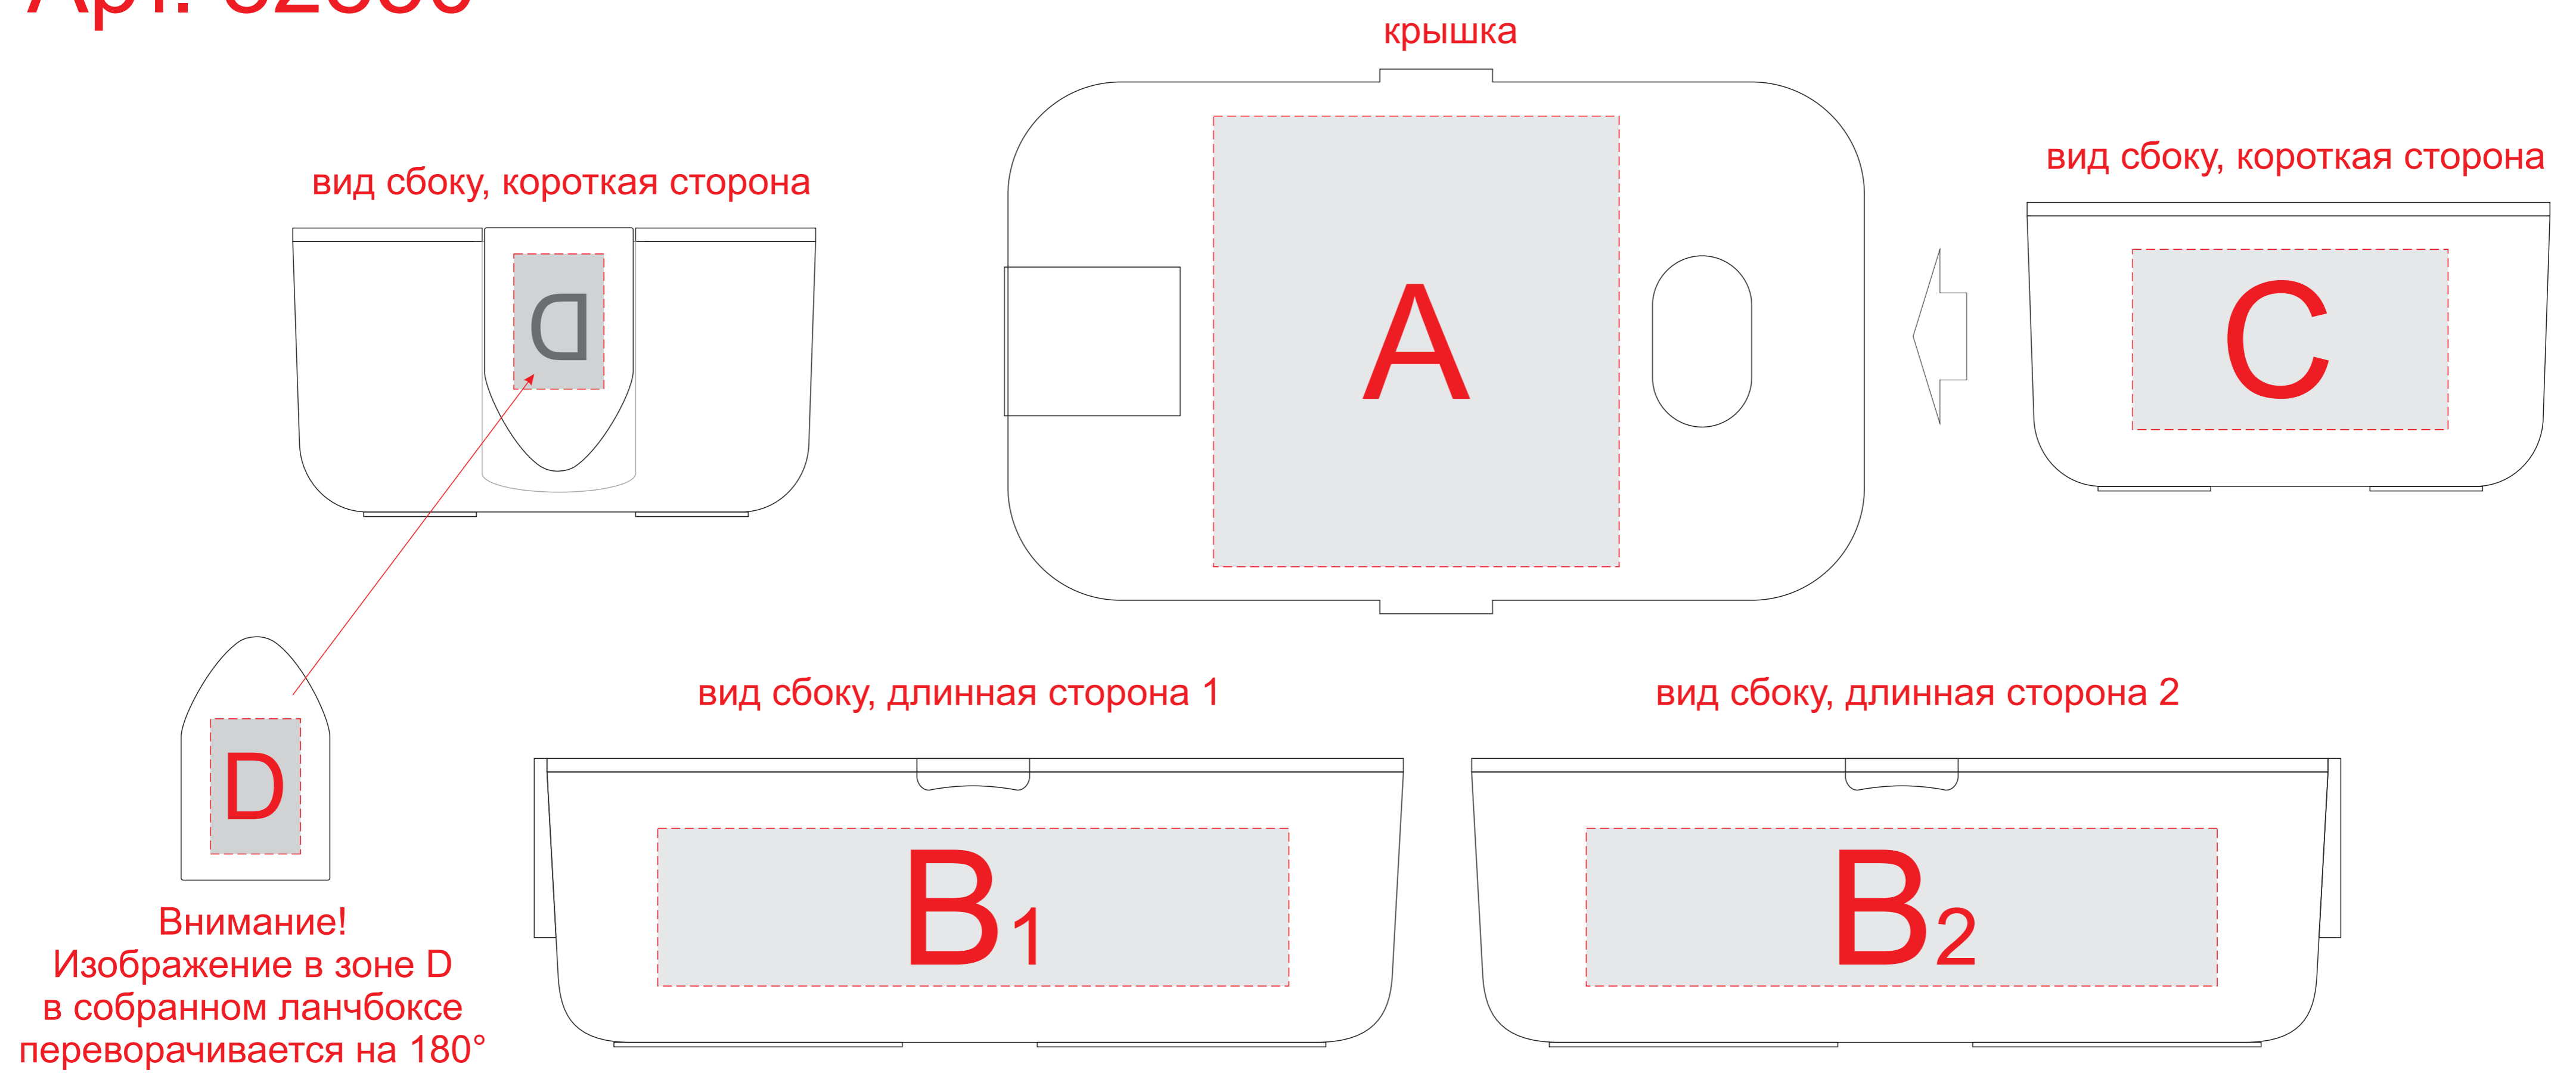 Арт.
крышка
вид сбоку, короткая сторона
вид сбоку, короткая сторона
D
A
C
D
Внимание!
Изображение в зоне D
в собранном ланчбоксе
переворачивается на 180°
вид сбоку, длинная сторона 1
вид сбоку, длинная сторона 2
B1
B2